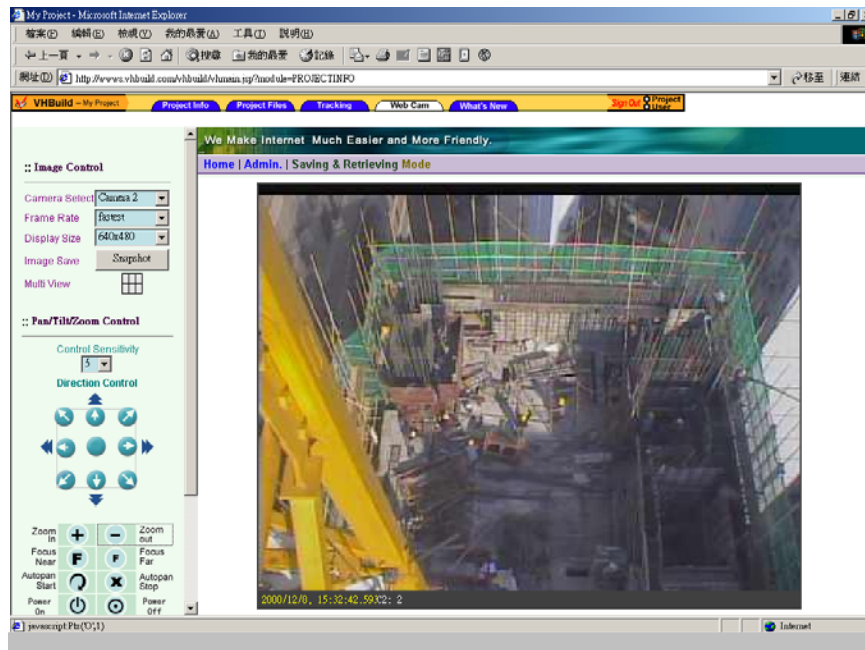 My Project - Microsoft Internet Explorer
檔案(F) 編輯(E) 檢視(V) 我的最愛(A) 工具(T) 說明(H)
上一頁 搜尋 我的最愛 記錄
網址(D) http://www.vhbuild.com/vhbuild/vhmain.jsp?module=PROJECTINFO 移至 連結
VHBuild - My Project Project Info Project Files Tracking Web Cam What's New Sign Out Project User
We Make Internet Much Easier and More Friendly.
Home | Admin. | Saving & Retrieving Mode
:: Image Control
Camera Select Camera 2
Frame Rate fastest
Display Size 640x480
Image Save Snapshot
Multi View
:: Pan/Tilt/Zoom Control
Control Sensitivity
5
Direction Control
Zoom In Zoom out
Focus Near F F Focus Far
Autopan Start Autopan Stop
Power On Power Off
2000/12/8, 15:32:42.593 C2: 2
Internet